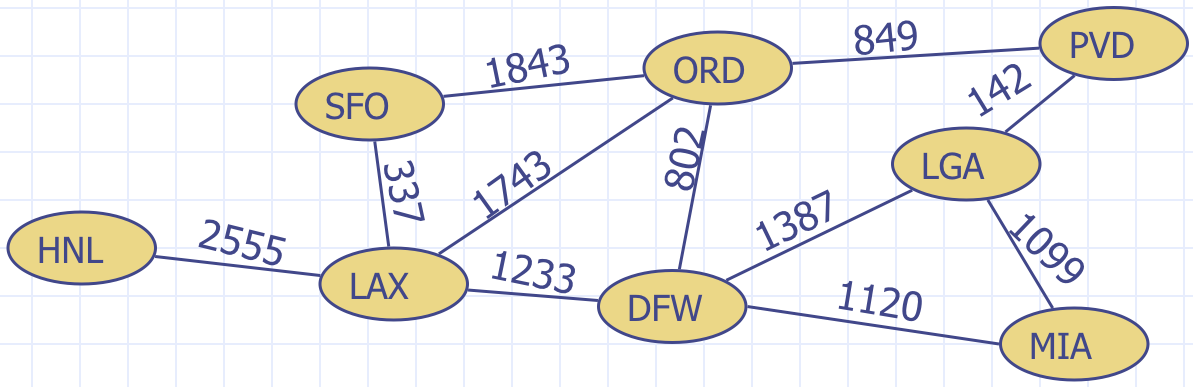 849
PVD
1843
ORD
142
SFO
802
LGA
337
1743
1387
2555
1099
HNL
1233
LAX
1120
DFW
MIA